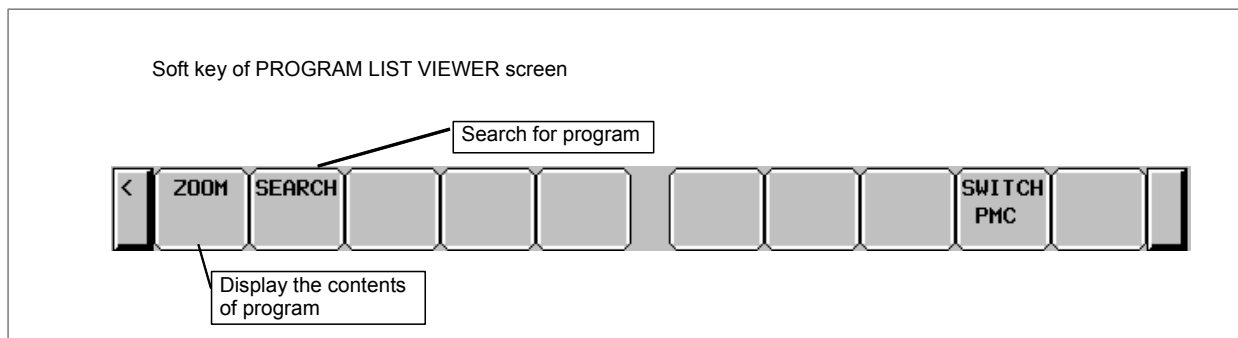 Soft key of PROGRAM LIST VIEWER screen
Search for program
< ZOOM SEARCH SWITCH
PMC
Display the contents
of program